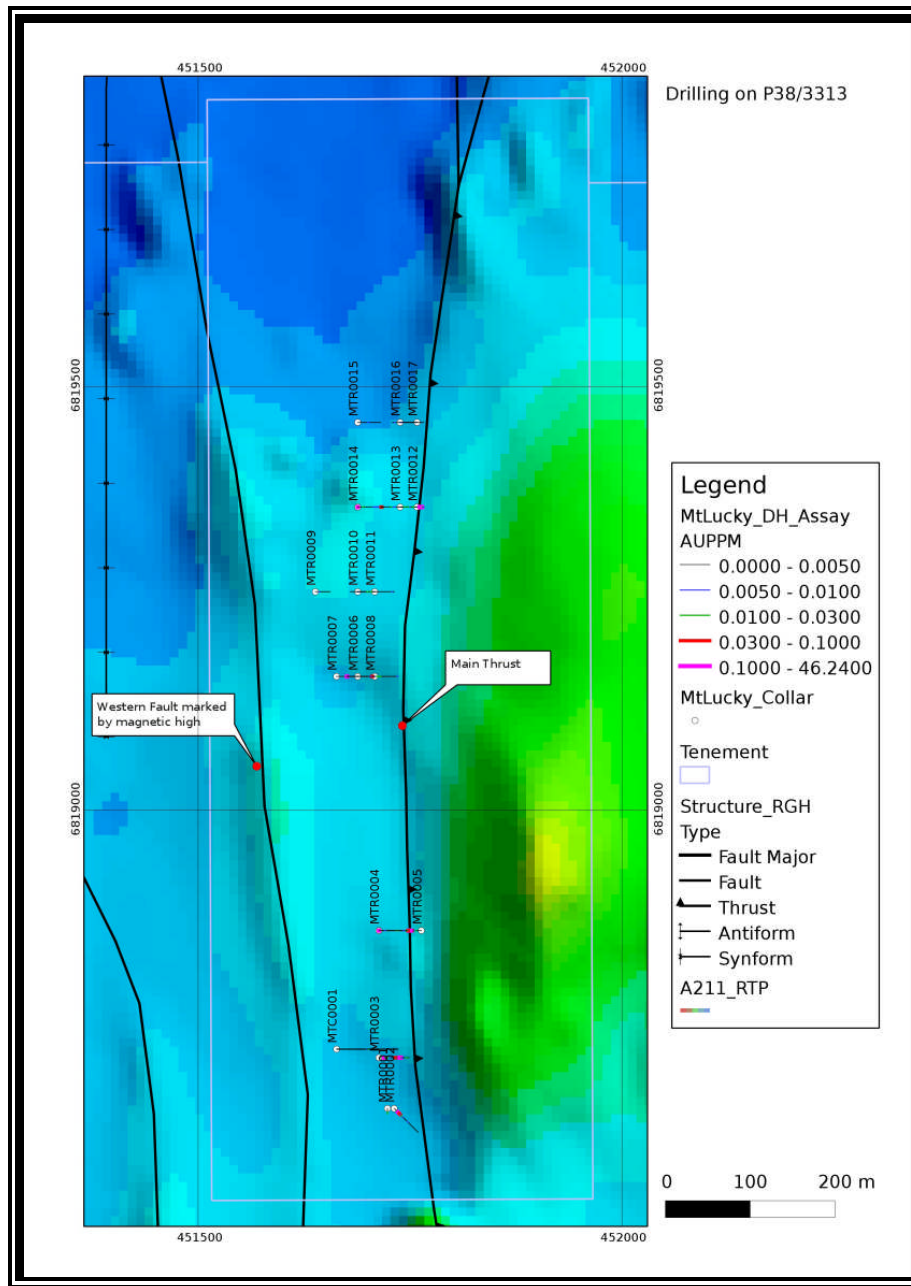 451500
452000
Drilling on P38/3313
6819500
6819500
MTR0015
MTR0016
MTR0017
MTR0014
MTR0013
MTR0012
MTR0009
MTR0010
MTR0011
MTR0007
MTR0006
MTR0008
Main Thrust
Western Fault marked
by magnetic high
6819000
6819000
MTR0004
MTR0005
MTC0001
MTR0003
MTR0001
MTR0002
451500
452000
Legend
MtLucky_DH_Assay
AUPPM
0.0000 - 0.0050
0.0050 - 0.0100
0.0100 - 0.0300
0.0300 - 0.1000
0.1000 - 46.2400
MtLucky_Collar
Tenement
Structure_RGH
Type
Fault Major
Fault
Thrust
Antiform
Synform
A211_RTP
0 100 200 m